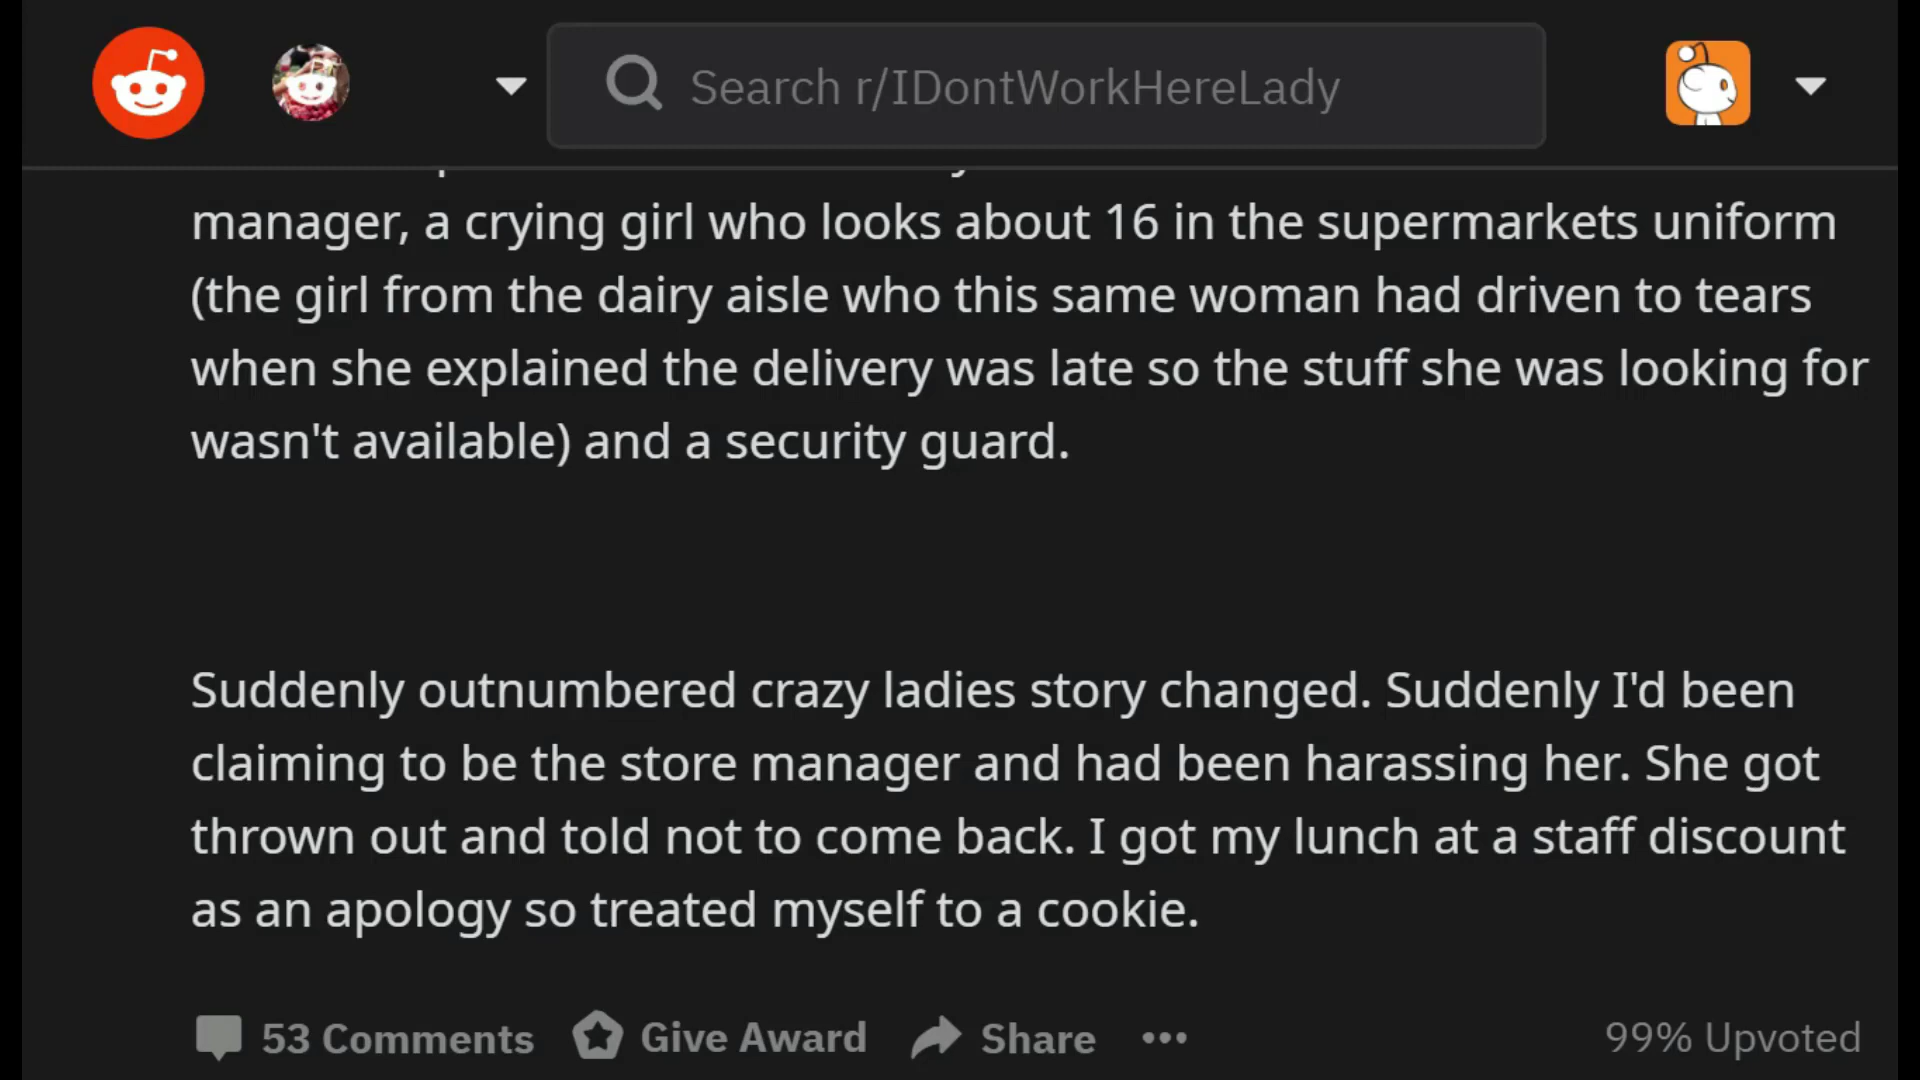 Search r/IDontWorkHereLady
manager, a crying girl who looks about 16 in the supermarkets uniform
(the girl from the dairy aisle who this same woman had driven to tears
when she explained the delivery was late so the stuff she was looking for
wasn't available) and a security guard.
Suddenly outnumbered crazy ladies story changed. Suddenly I'd been
claiming to be the store manager and had been harassing her. She got
thrown out and told not to come back. I got my lunch at a staff discount
as an apology so treated myself to a cookie.
53 Comments Give Award Share ••• 99% Upvoted